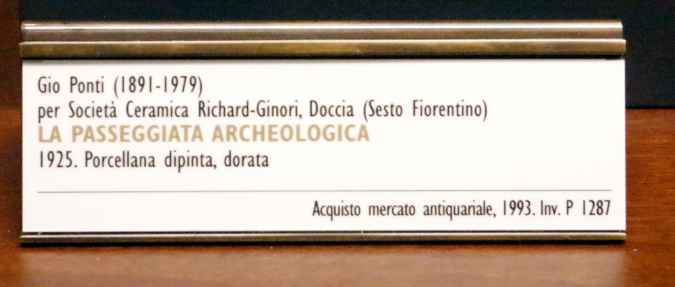 Gio Ponti (1891-1979)
per Società Ceramica Richard-Ginori, Doccia (Sesto Fiorentino)
LA PASSEGGIATA ARCHEOLOGICA
1925. Porcellana dipinta, dorata
Acquisto mercato antiquariale, 1993. Inv. P 1287